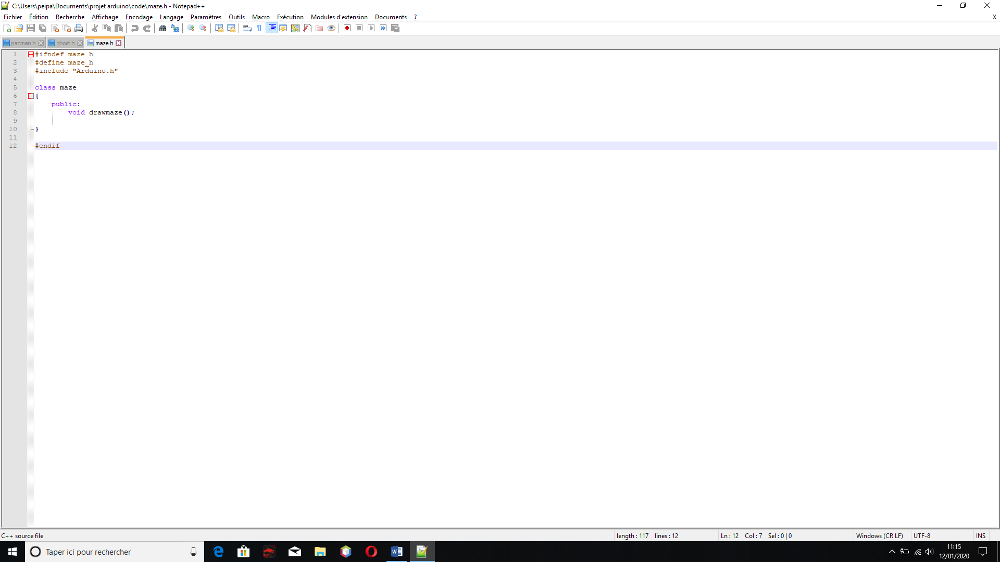 C:\Users\peipa\Documents\projet arduino\code\maze.h - Notepad++
Fichier Édition Recherche Affichage Encodage Langage Paramètres Outils Macro Exécution Modules d'extension Documents ? X
pacman.h ghost.h maze.h
1 #ifndef maze_h
2 #define maze_h
3 #include "Arduino.h"
4
5 class maze
6 {
7 public:
8 void drawmaze();
9
10 }
11
12 #endif
C++ source file length : 117 lines : 12 Ln : 12 Col : 7 Sel : 0 | 0 Windows (CR LF) UTF-8 INS
Taper ici pour rechercher
11:15
12/01/2020